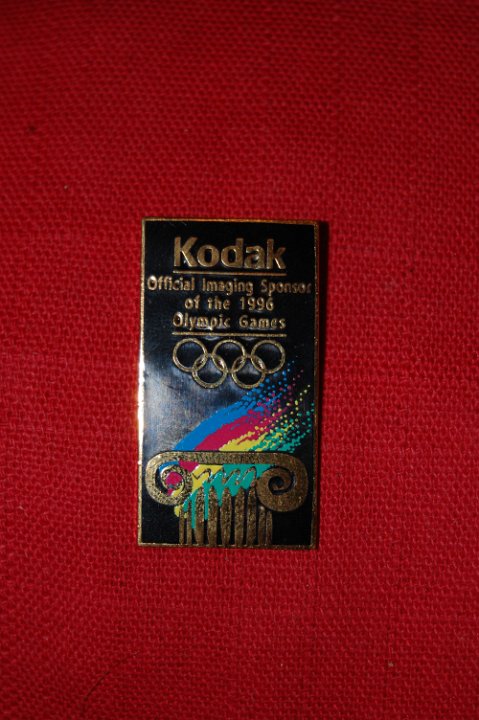 Kodak
Official Imaging Sponsor
of the 1996
Olympic Games